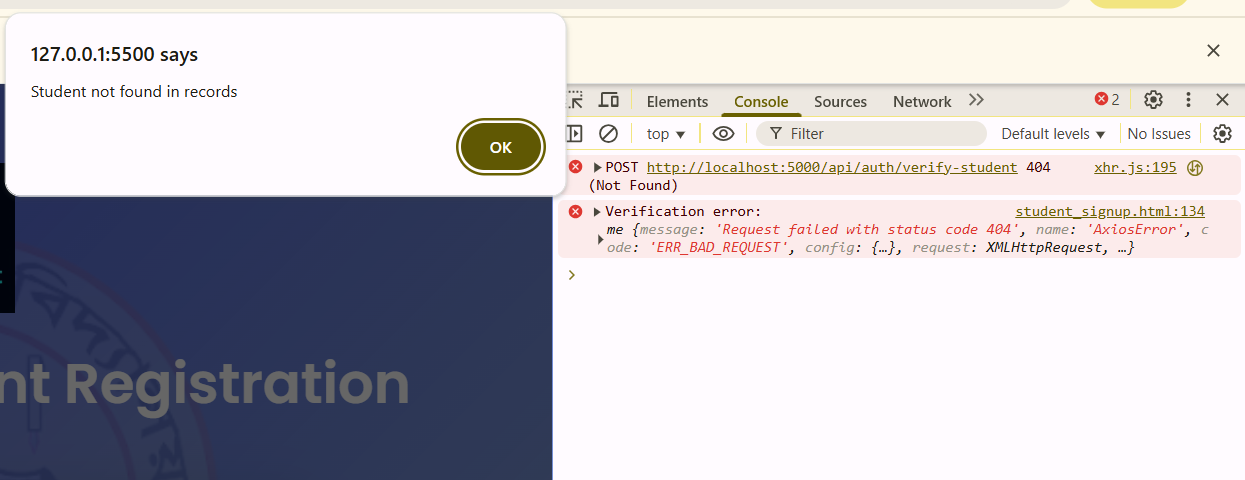 127.0.0.1:5500 says
Student not found in records
OK
Elements Console Sources Network
2
top Filter Default levels No Issues
POST http://localhost:5000/api/auth/verify-student 404 xhr.js:195
(Not Found)
Verification error: student_signup.html:134
me {message: 'Request failed with status code 404', name: 'AxiosError', c
ode: 'ERR_BAD_REQUEST', config: {…}, request: XMLHttpRequest, …}
nt Registration